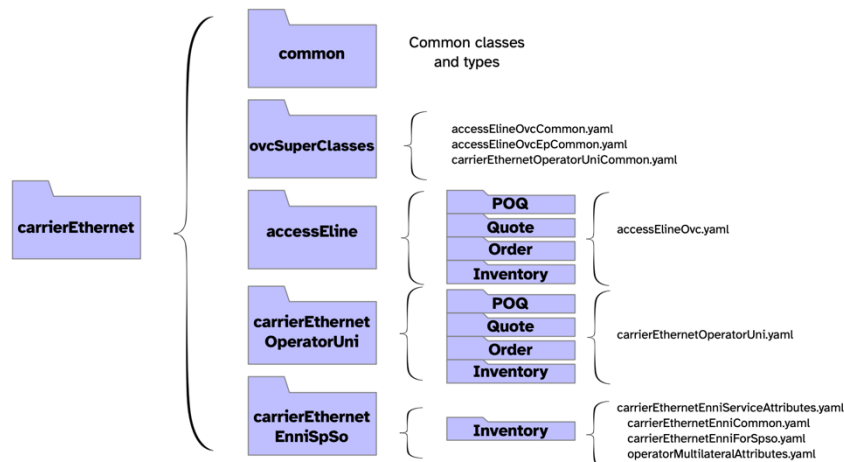 common
Common classes
and types
ovcSuperClasses
accessElineOvcCommon.yaml
accessElineOvcEpCommon.yaml
carrierEthernetOperatorUniCommon.yaml
carrierEthernet
accessEline
POQ
Quote
Order
Inventory
accessElineOvc.yaml
carrierEthernet
OperatorUni
POQ
Quote
Order
Inventory
carrierEthernetOperatorUni.yaml
carrierEthernet
EnniSpSo
Inventory
carrierEthernetEnniServiceAttributes.yaml
carrierEthernetEnniCommon.yaml
carrierEthernetEnniForSpso.yaml
operatorMultilateralAttributes.yaml